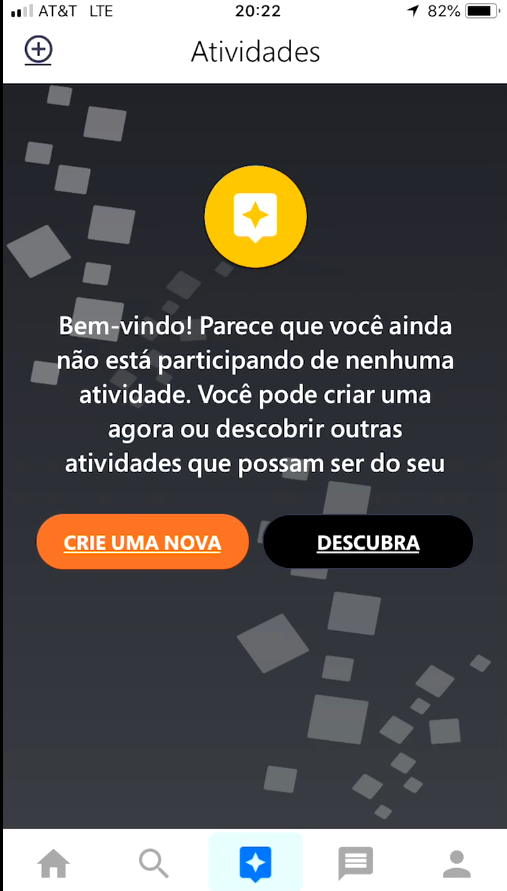 AT&T LTE 20:22 82%
Atividades
Bem-vindo! Parece que você ainda
não está participando de nenhuma
atividade. Você pode criar uma
agora ou descobrir outras
atividades que possam ser do seu
CRIE UMA NOVA DESCUBRA